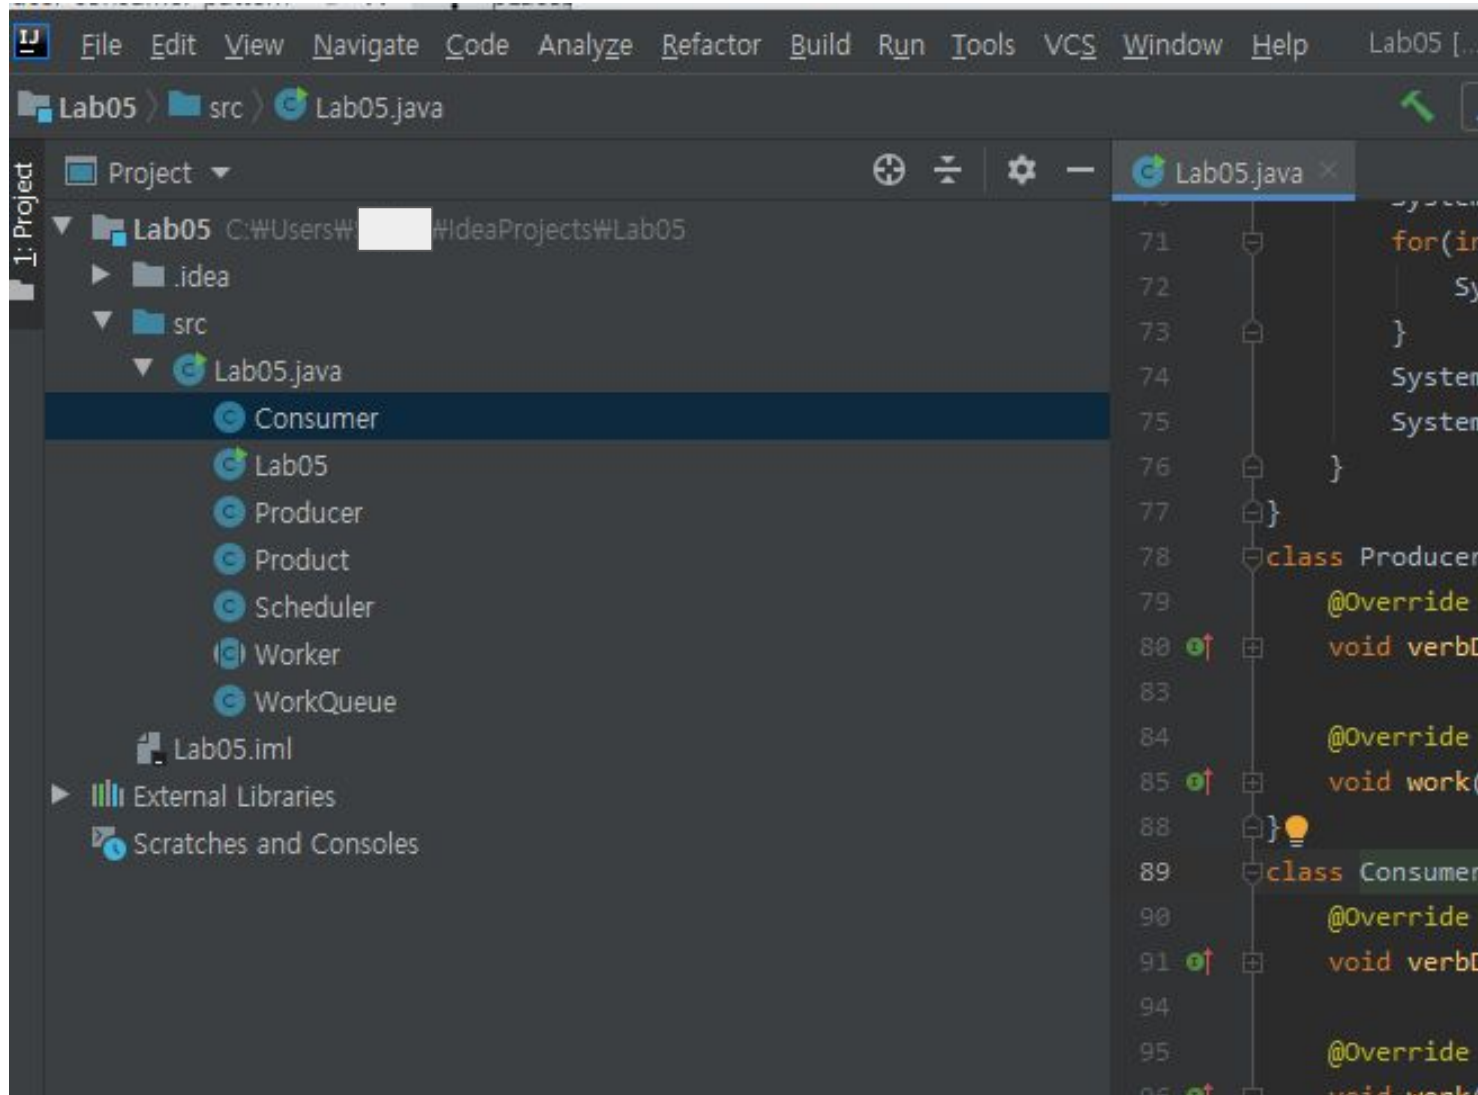 File Edit View Navigate Code Analyze Refactor Build Run Tools VCS Window Help Lab05 [...
Lab05 src Lab05.java
1: Project
Project
Lab05 C:₩Users₩ ₩IdeaProjects₩Lab05
.idea
src
Lab05.java
Consumer
Lab05
Producer
Product
Scheduler
Worker
WorkQueue
Lab05.iml
External Libraries
Scratches and Consoles
Lab05.java
71 for(in
72 Sy
73 }
74 System
75 System
76 }
77 }
78 class Producer
79 @Override
80 void verbD
83
84 @Override
85 void work(
88 }
89 class Consumer
90 @Override
91 void verbD
94
95 @Override